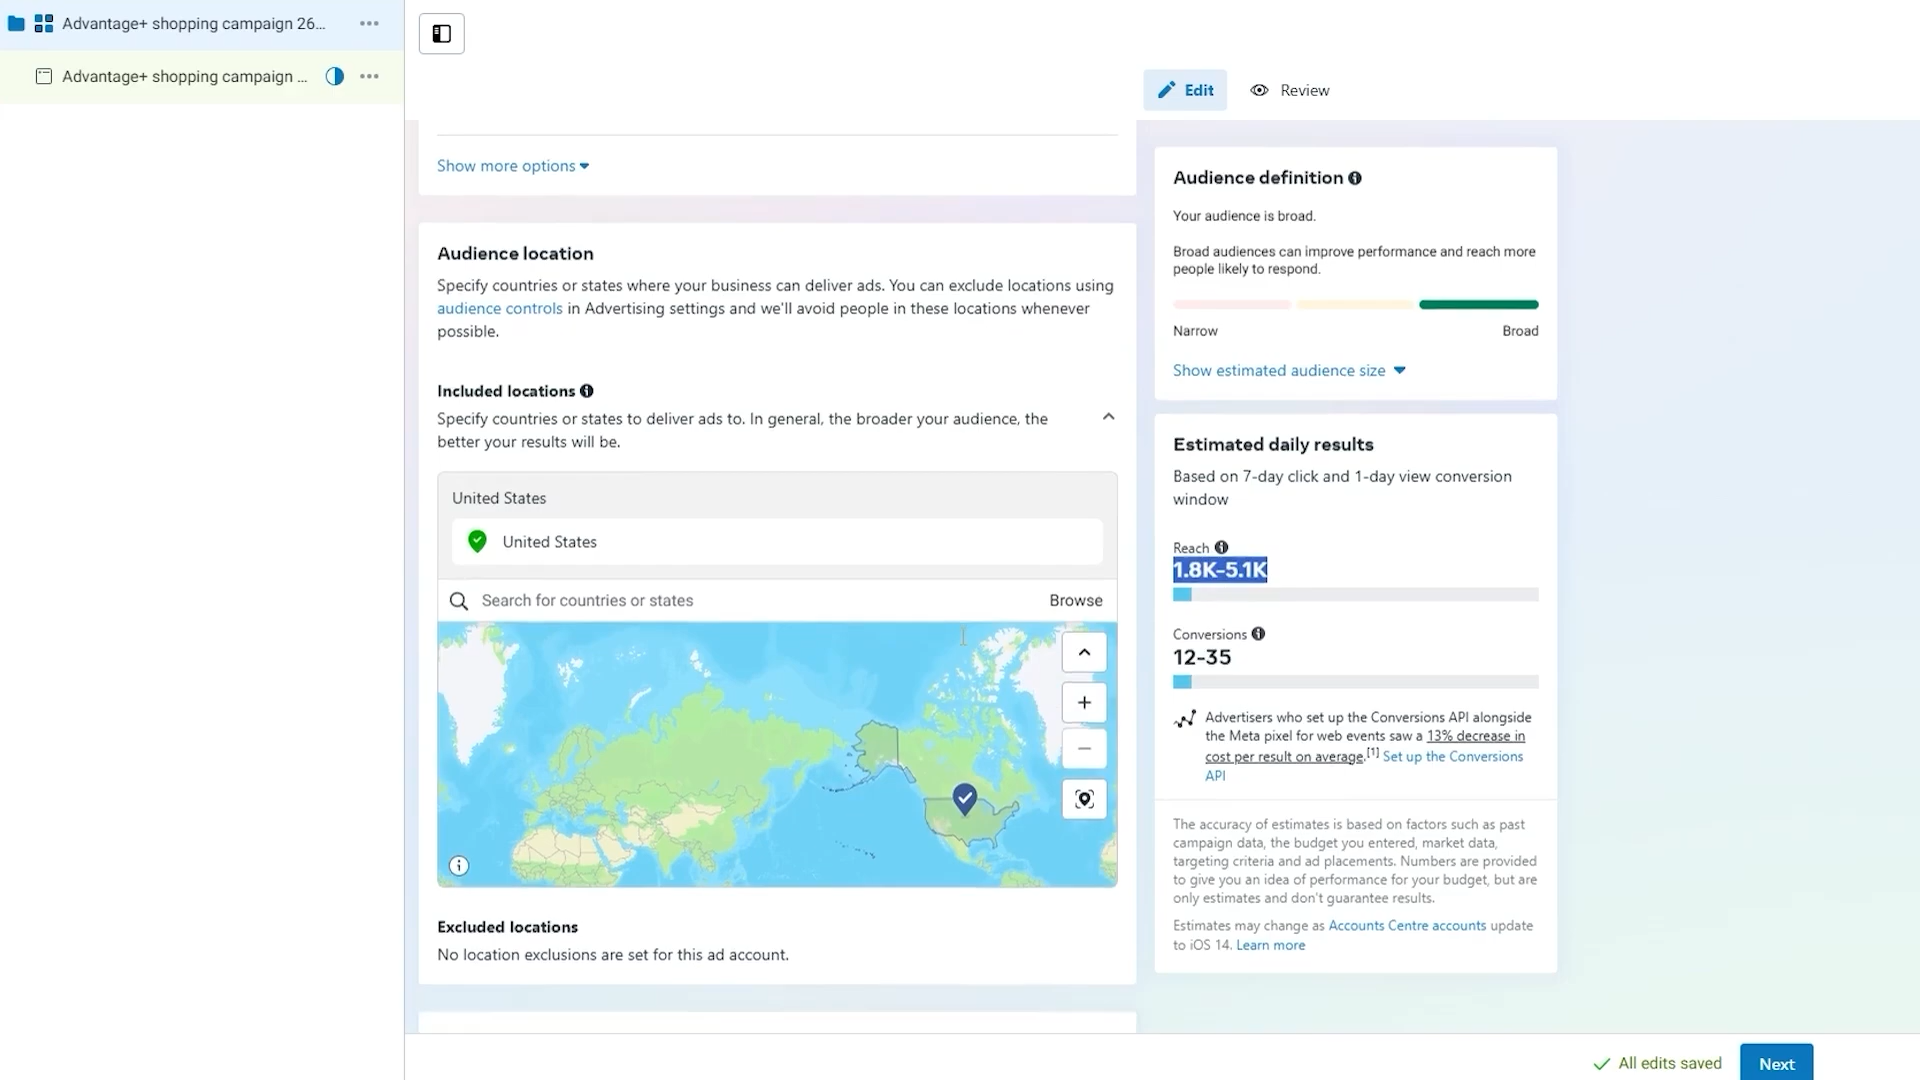 Advantage+ shopping campaign 26...
Advantage+ shopping campaign ...
Edit
Review
Show more options
Audience location
Specify countries or states where your business can deliver ads. You can exclude locations using
audience controls in Advertising settings and we'll avoid people in these locations whenever
possible.
Included locations
Specify countries or states to deliver ads to. In general, the broader your audience, the
better your results will be.
United States
United States
Search for countries or states
Browse
Excluded locations
No location exclusions are set for this ad account.
Audience definition
Your audience is broad.
Broad audiences can improve performance and reach more
people likely to respond.
Narrow
Broad
Show estimated audience size
Estimated daily results
Based on 7-day click and 1-day view conversion
window
Reach
1.8K-5.1K
Conversions
12-35
Advertisers who set up the Conversions API alongside
the Meta pixel for web events saw a 13% decrease in
cost per result on average.[1] Set up the Conversions
API
The accuracy of estimates is based on factors such as past
campaign data, the budget you entered, market data,
targeting criteria and ad placements. Numbers are provided
to give you an idea of performance for your budget, but are
only estimates and don't guarantee results.
Estimates may change as Accounts Centre accounts update
to iOS 14. Learn more
All edits saved
Next